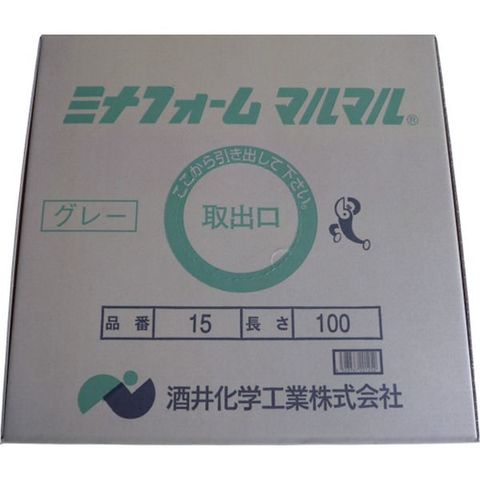 ミナフォーム マルマル®
ここから引き出して下さい。
グレー
取出口
品番 15 長さ 100
酒井化学工業株式会社